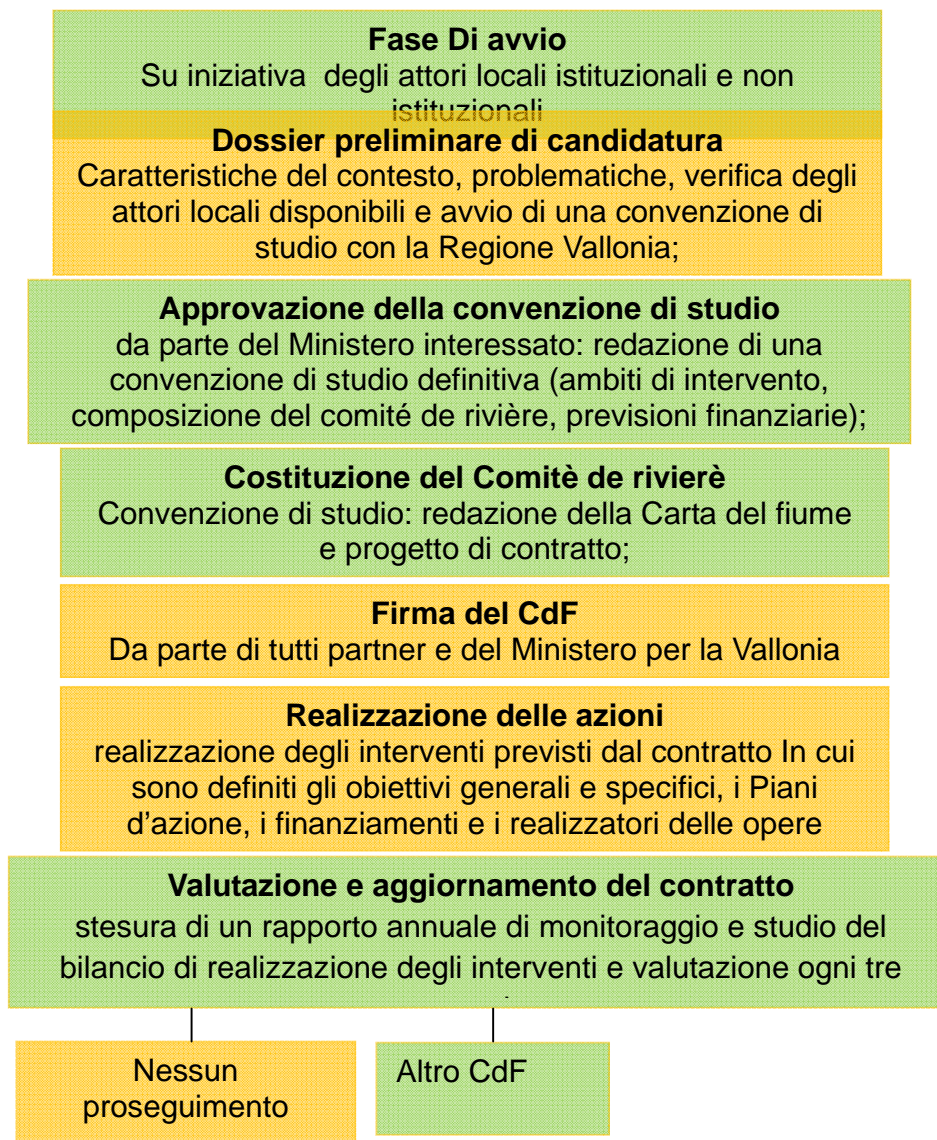 Fase Di avvio
Su iniziativa  degli attori locali istituzionali e non
istituzionali
Dossier preliminare di candidatura
Caratteristiche del contesto, problematiche, verifica degli
attori locali disponibili e avvio di una convenzione di
studio con la Regione Vallonia;
Approvazione della convenzione di studio
da parte del Ministero interessato: redazione di una
convenzione di studio definitiva (ambiti di intervento,
composizione del comité de rivière, previsioni finanziarie);
Costituzione del Comitè de rivierè
Convenzione di studio: redazione della Carta del fiume
e progetto di contratto;
Firma del CdF
Da parte di tutti partner e del Ministero per la Vallonia
Realizzazione delle azioni
realizzazione degli interventi previsti dal contratto In cui
sono definiti gli obiettivi generali e specifici, i Piani
d’azione, i finanziamenti e i realizzatori delle opere
Valutazione e aggiornamento del contratto
stesura di un rapporto annuale di monitoraggio e studio del
bilancio di realizzazione degli interventi e valutazione ogni tre
Nessun
proseguimento
Altro CdF